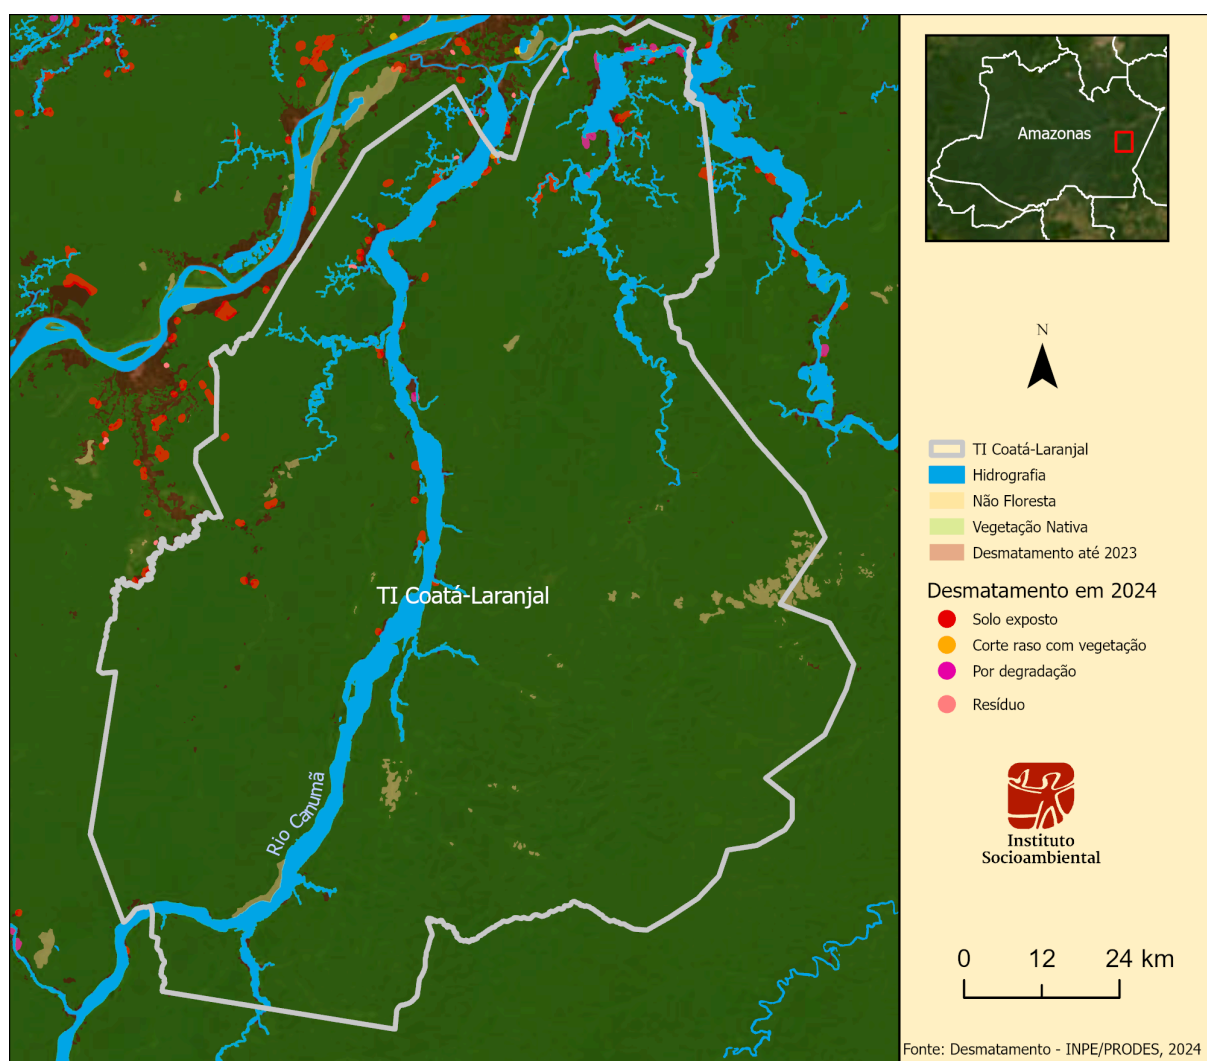 Amazonas
N
TI Coatá-Laranjal
Hidrografia
Não Floresta
Vegetação Nativa
Desmatamento até 2023
Desmatamento em 2024
Solo exposto
Corte raso com vegetação
Por degradação
Resíduo
TI Coatá-Laranjal
Rio Canumã
Instituto
Socioambiental
0 12 24 km
Fonte: Desmatamento - INPE/PRODES, 2024